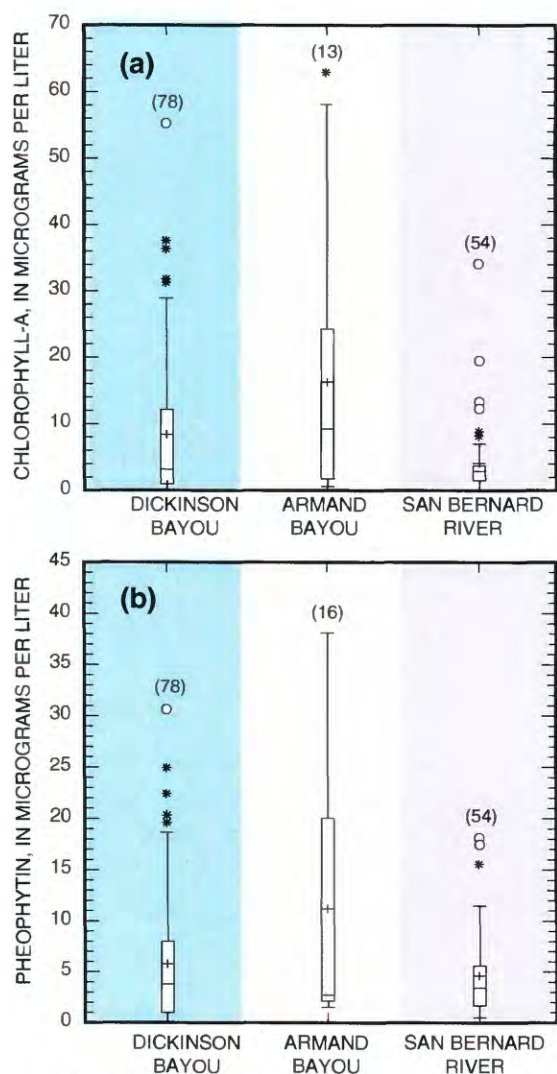 CHLOROPHYLL-A, IN MICROGRAMS PER LITER
70
60
50
40
30
20
10
0
(a)
(78)
(13)
(54)
DICKINSON BAYOU
ARMAND BAYOU
SAN BERNARD RIVER
PHEOPHYTIN, IN MICROGRAMS PER LITER
45
40
35
30
25
20
15
10
5
0
(b)
(78)
(16)
(54)
DICKINSON BAYOU
ARMAND BAYOU
SAN BERNARD RIVER